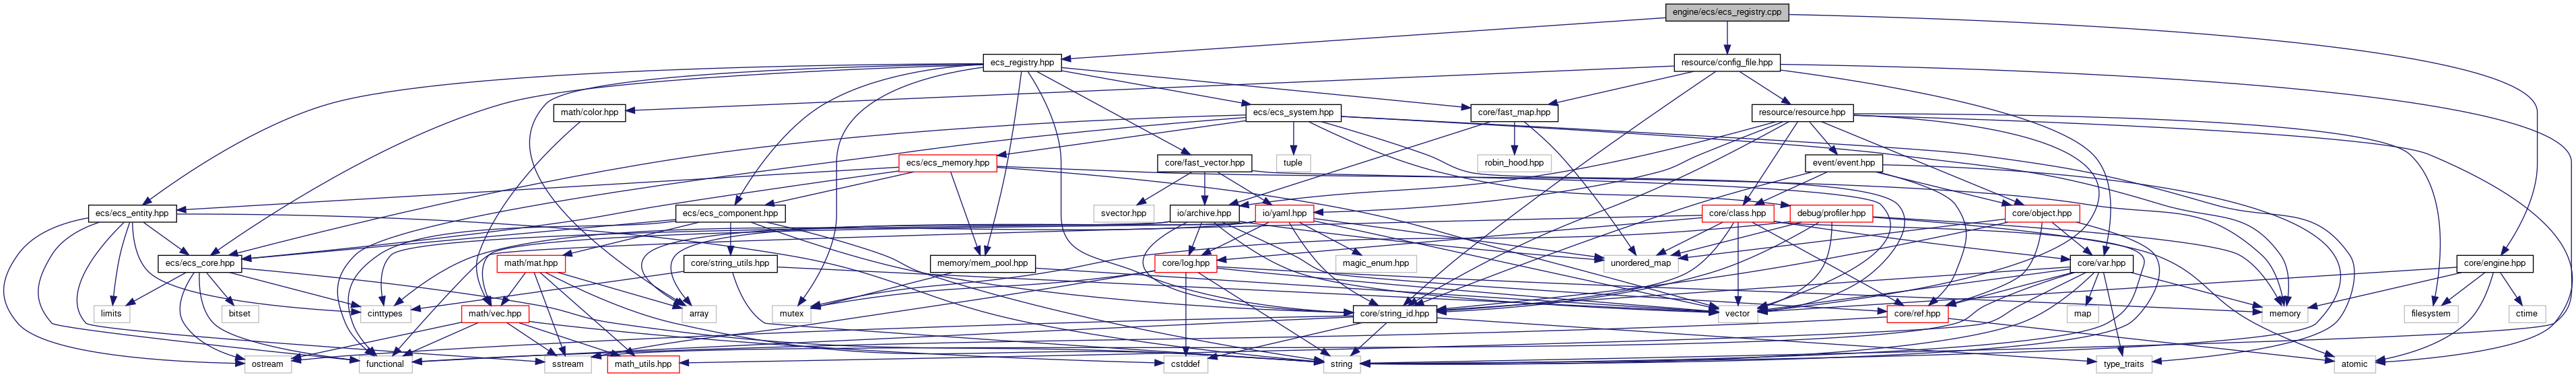 engine/ecs/ecs_registry.cpp
ecs_registry.hpp
resource/config_file.hpp
math/color.hpp
ecs/ecs_system.hpp
core/fast_map.hpp
resource/resource.hpp
ecs/ecs_memory.hpp
core/fast_vector.hpp
tuple
robin_hood.hpp
event/event.hpp
ecs/ecs_entity.hpp
ecs/ecs_component.hpp
svector.hpp
io/archive.hpp
io/yaml.hpp
core/class.hpp
debug/profiler.hpp
core/object.hpp
ecs/ecs_core.hpp
math/mat.hpp
core/string_utils.hpp
memory/mem_pool.hpp
core/log.hpp
magic_enum.hpp
unordered_map
core/var.hpp
core/engine.hpp
limits
bitset
cinttypes
math/vec.hpp
array
mutex
core/string_id.hpp
vector
core/ref.hpp
map
memory
filesystem
ctime
ostream
functional
sstream
math_utils.hpp
cstddef
string
type_traits
atomic